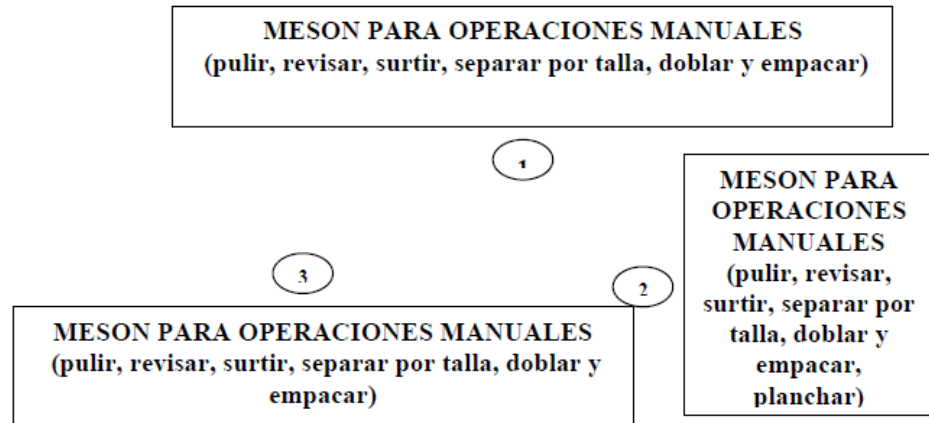 MESON PARA OPERACIONES MANUALES
(pulir, revisar, surtir, separar por talla, doblar y empacar)
1
MESON PARA
OPERACIONES
MANUALES
(pulir, revisar,
surtir, separar por
talla, doblar y
empacar,
planchar)
3
2
MESON PARA OPERACIONES MANUALES
(pulir, revisar, surtir, separar por talla, doblar y
empacar)